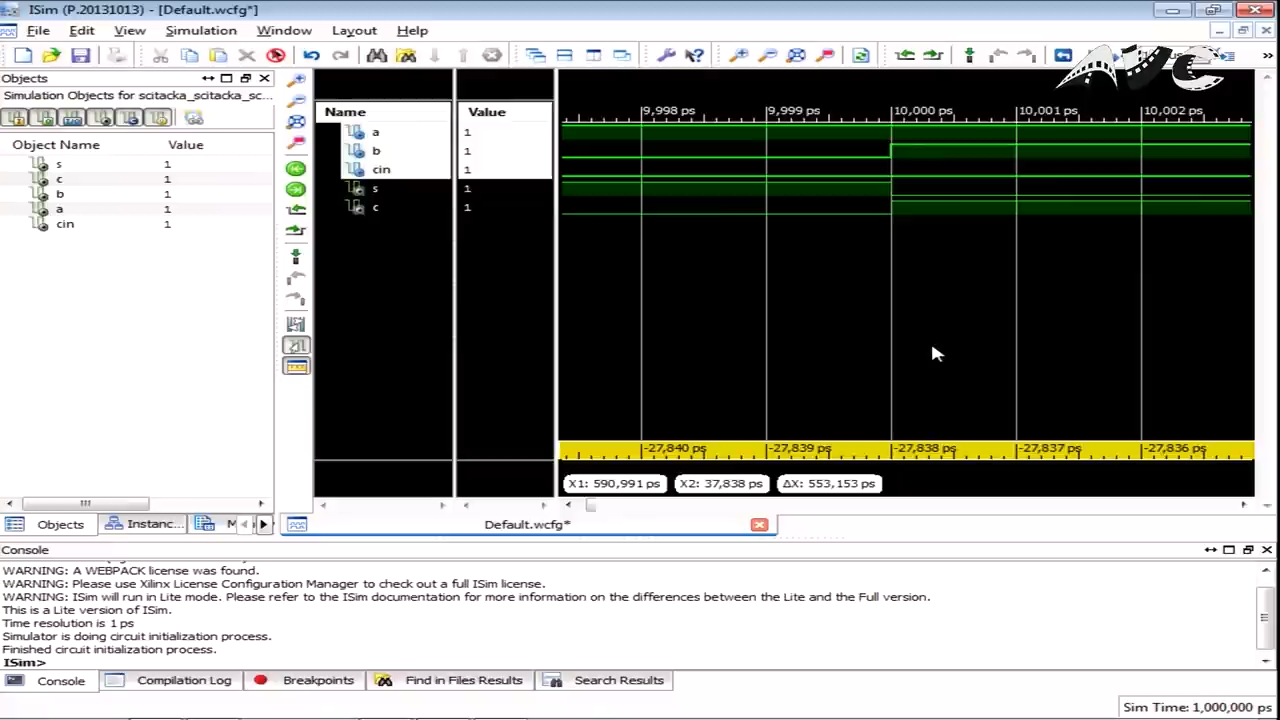 ISim (P.20131013) - [Default.wcfg*]
File Edit View Simulation Window Layout Help
»
AVC
Objects
Simulation Objects for scitacka_scitacka_sc...
Object Name Value
s 1
c 1
b 1
a 1
cin 1
Name Value
a 1
b 1
cin 1
s 1
c 1
9,998 ps 9,999 ps 10,000 ps 10,001 ps 10,002 ps
-27,840 ps -27,839 ps -27,838 ps -27,837 ps -27,836 ps
X1: 590,991 ps X2: 37,838 ps ΔX: 553,153 ps
Objects Instanc...
Default.wcfg*
Console
WARNING: A WEBPACK license was found.
WARNING: Please use Xilinx License Configuration Manager to check out a full ISim license.
WARNING: ISim will run in Lite mode. Please refer to the ISim documentation for more information on the differences between the Lite and the Full version.
This is a Lite version of ISim.
Time resolution is 1 ps
Simulator is doing circuit initialization process.
Finished circuit initialization process.
ISim>
Console Compilation Log Breakpoints Find in Files Results Search Results
Sim Time: 1,000,000 ps